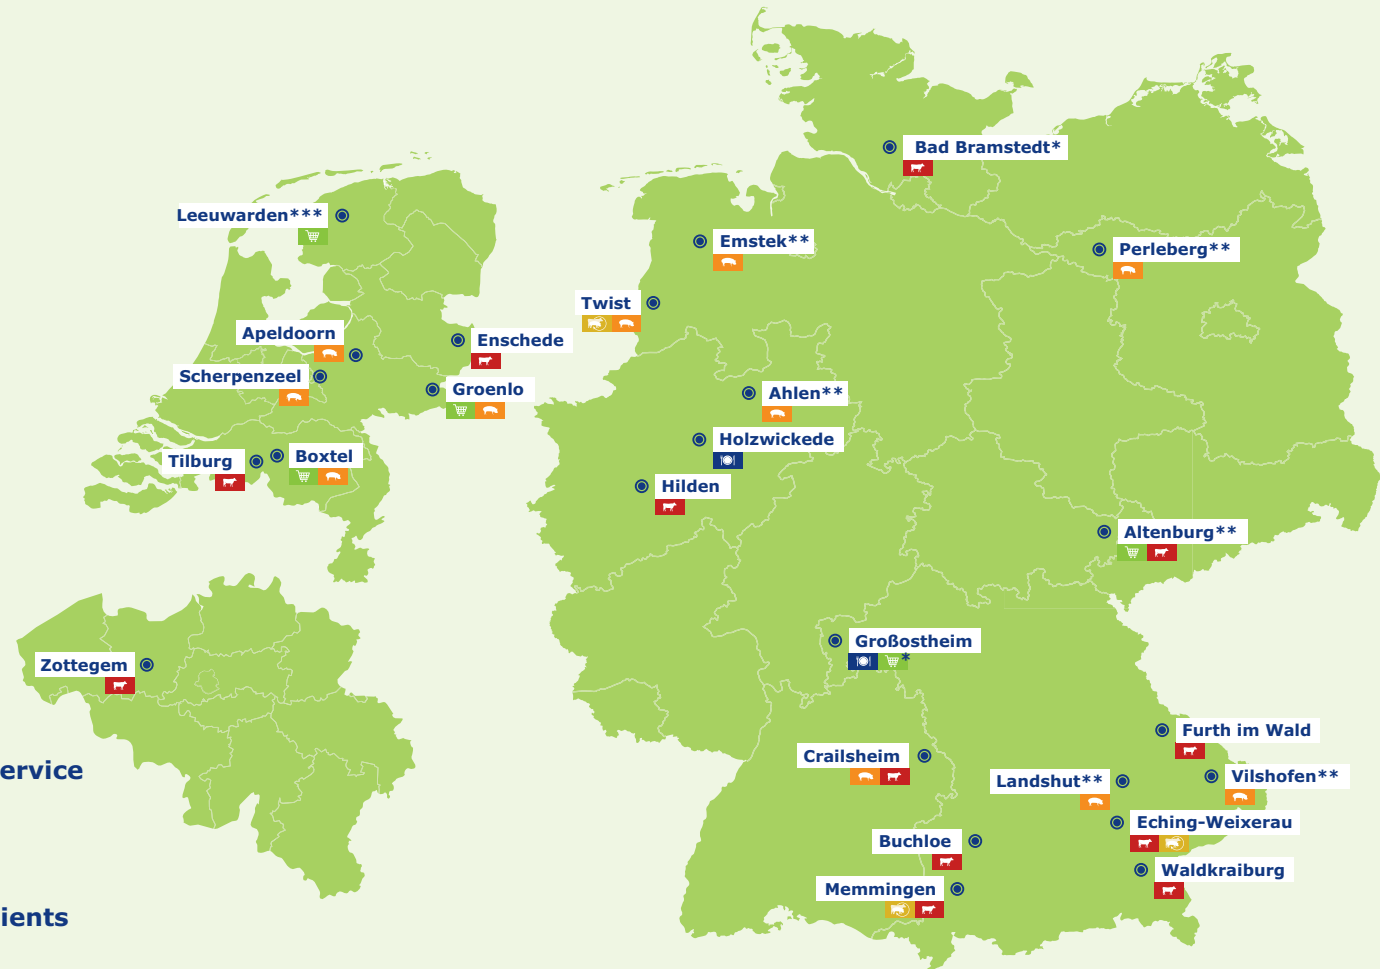 Bad Bramstedt*
Leeuwarden***
Emstek**
Perleberg**
Twist
Apeldoorn
Enschede
Scherpenzeel
Groenlo
Ahlen**
Holzwickede
Tilburg
Boxtel
Hilden
Altenburg**
Großostheim
*
Zottegem
Furth im Wald
Crailsheim
ervice
Landshut**
Vilshofen**
Eching-Weixerau
Buchloe
Waldkraiburg
Memmingen
ients